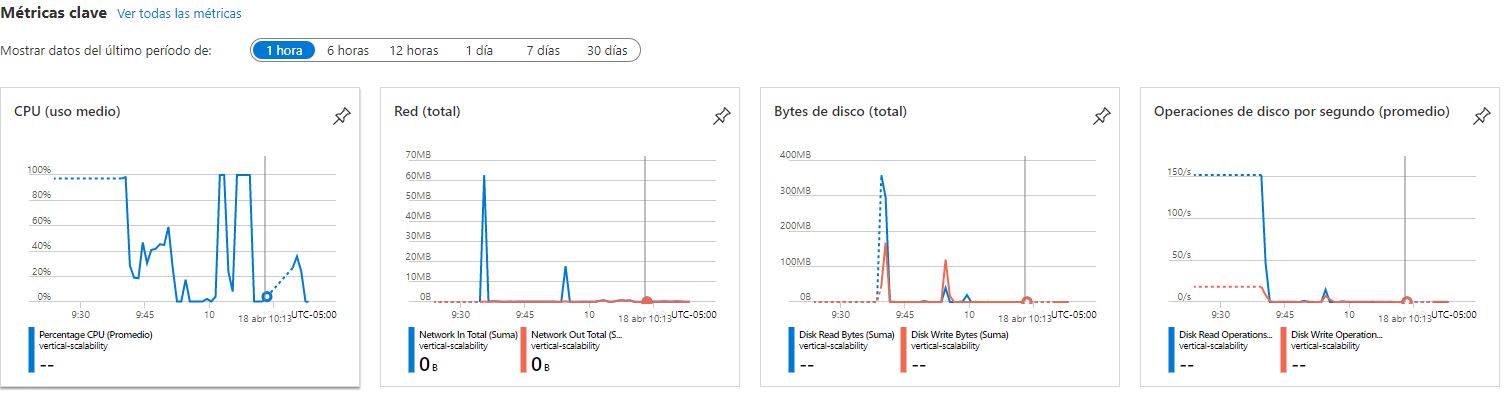 Métricas clave Ver todas las métricas
Mostrar datos del último período de: 1 hora 6 horas 12 horas 1 día 7 días 30 días
CPU (uso medio)
100%
80%
60%
40%
20%
0%
9:30 9:45 10 18 abr 10:13 UTC-05:00
Percentage CPU (Promedio)
vertical-scalability
--
Red (total)
70MB
60MB
50MB
40MB
30MB
20MB
10MB
0B
9:30 9:45 10 18 abr 10:13 UTC-05:00
Network In Total (Suma) Network Out Total (S...
vertical-scalability vertical-scalability
0 B 0 B
Bytes de disco (total)
400MB
300MB
200MB
100MB
0B
9:30 9:45 10 18 abr 10:13 UTC-05:00
Disk Read Bytes (Suma) Disk Write Bytes (Suma)
vertical-scalability vertical-scalability
-- --
Operaciones de disco por segundo (promedio)
150/s
100/s
50/s
0/s
9:30 9:45 10 18 abr 10:13 UTC-05:00
Disk Read Operations... Disk Write Operation...
vertical-scalability vertical-scalability
-- --